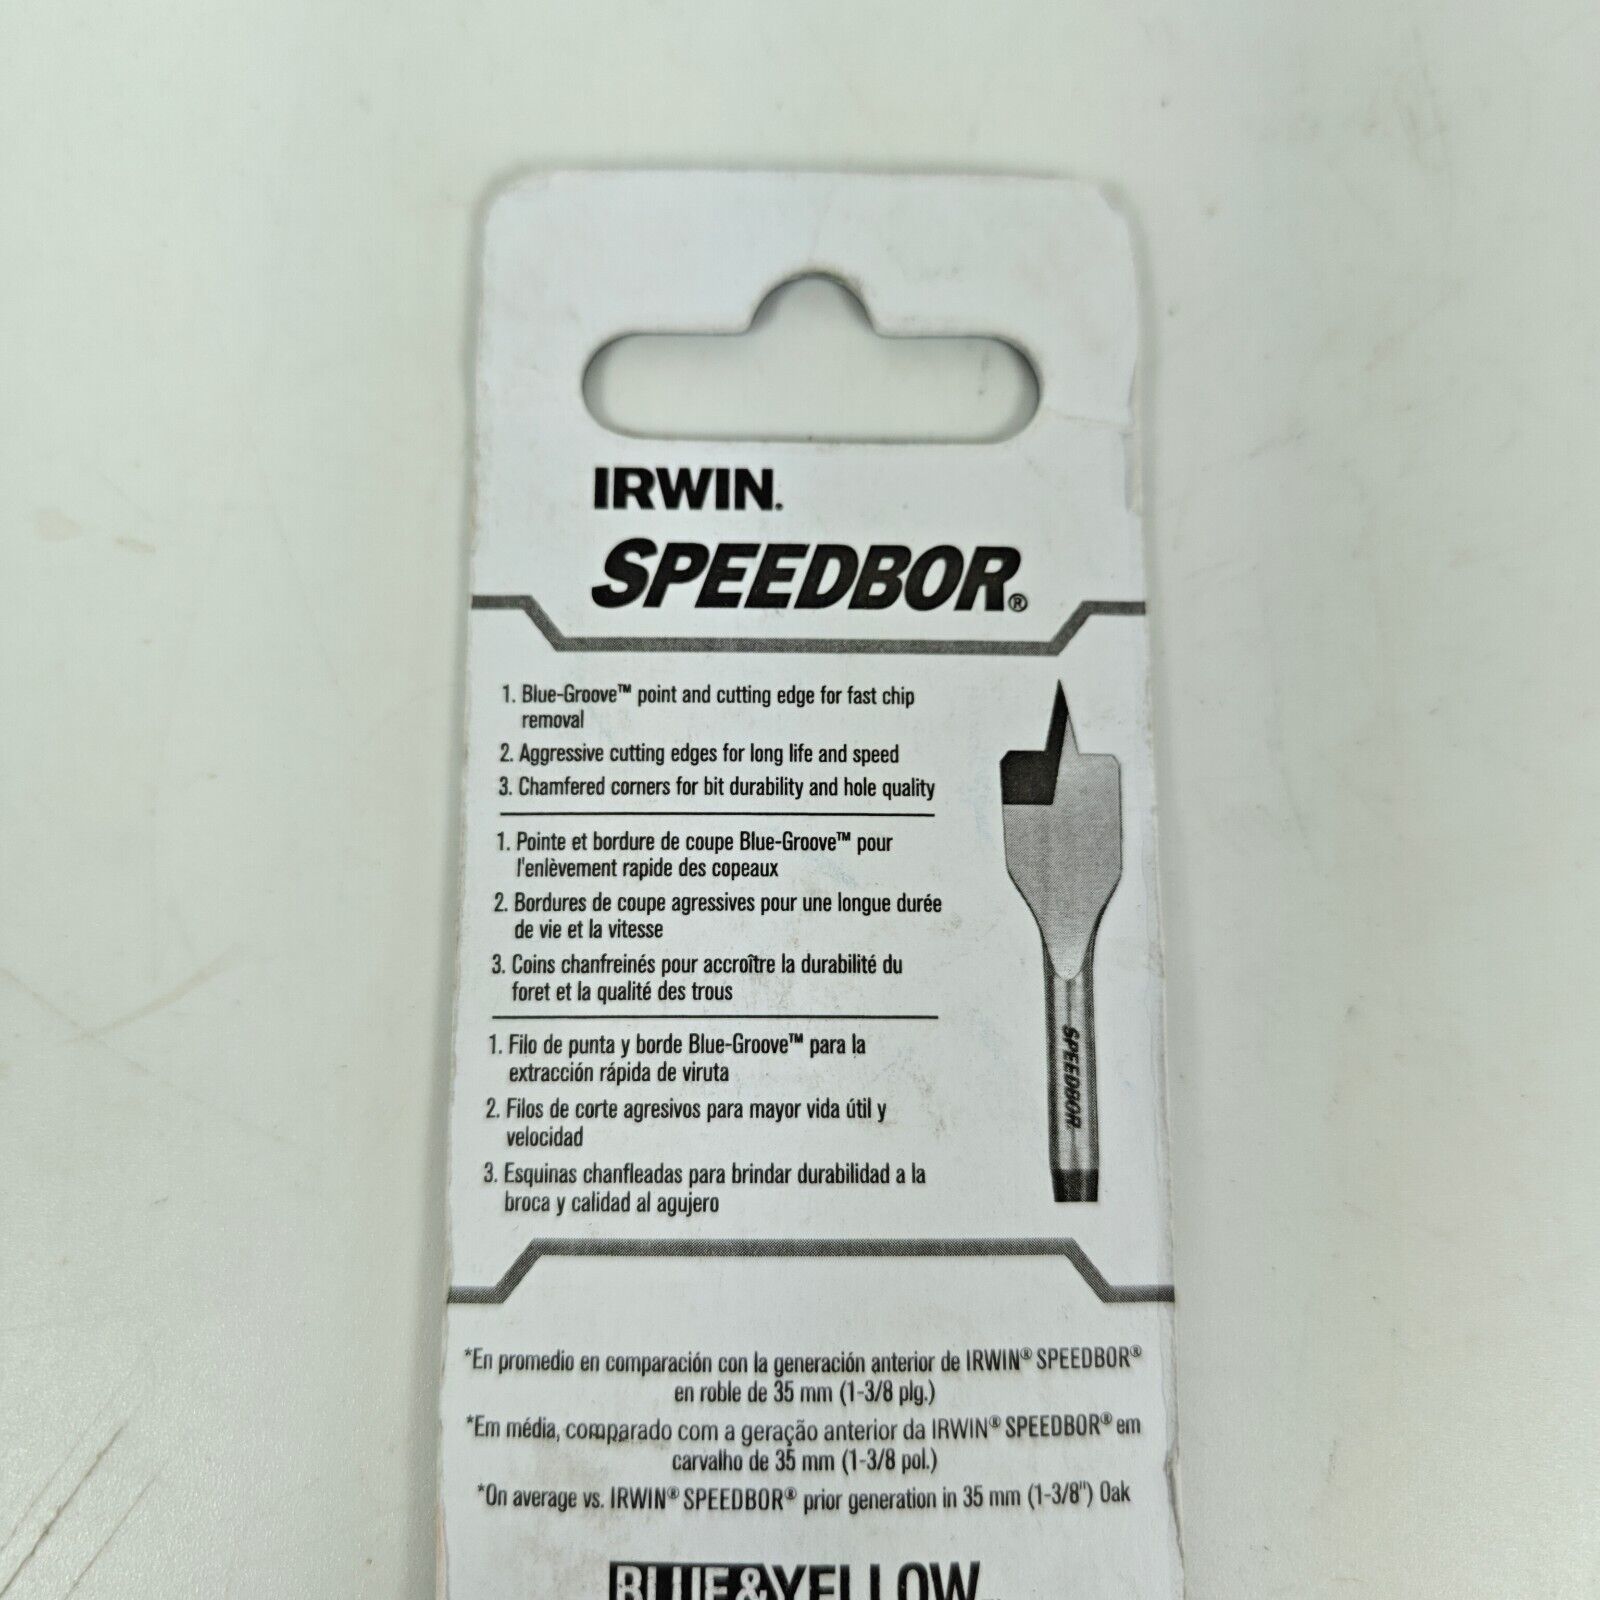 IRWIN.
SPEEDBOR®
1. Blue-Groove™ point and cutting edge for fast chip
removal
2. Aggressive cutting edges for long life and speed
3. Chamfered corners for bit durability and hole quality
1. Pointe et bordure de coupe Blue-Groove™ pour
l'enlèvement rapide des copeaux
2. Bordures de coupe agressives pour une longue durée
de vie et la vitesse
3. Coins chanfreinés pour accroître la durabilité du
foret et la qualité des trous
1. Filo de punta y borde Blue-Groove™ para la
extracción rápida de viruta
2. Filos de corte agresivos para mayor vida útil y
velocidad
3. Esquinas chanfleadas para brindar durabilidad a la
broca y calidad al agujero
SPEEDBOR
*En promedio en comparación con la generación anterior de IRWIN® SPEEDBOR®
en roble de 35 mm (1-3/8 plg.)
*Em média, comparado com a geração anterior da IRWIN® SPEEDBOR® em
carvalho de 35 mm (1-3/8 pol.)
*On average vs. IRWIN® SPEEDBOR® prior generation in 35 mm (1-3/8") Oak
BLUE&YELLOW